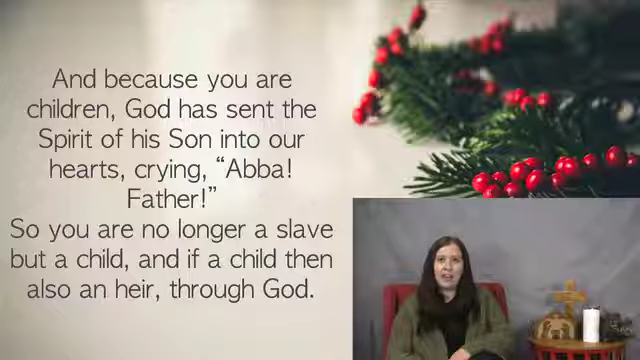 And because you are
children, God has sent the
Spirit of his Son into our
hearts, crying, “Abba!
Father!”
So you are no longer a slave
but a child, and if a child then
also an heir, through God.